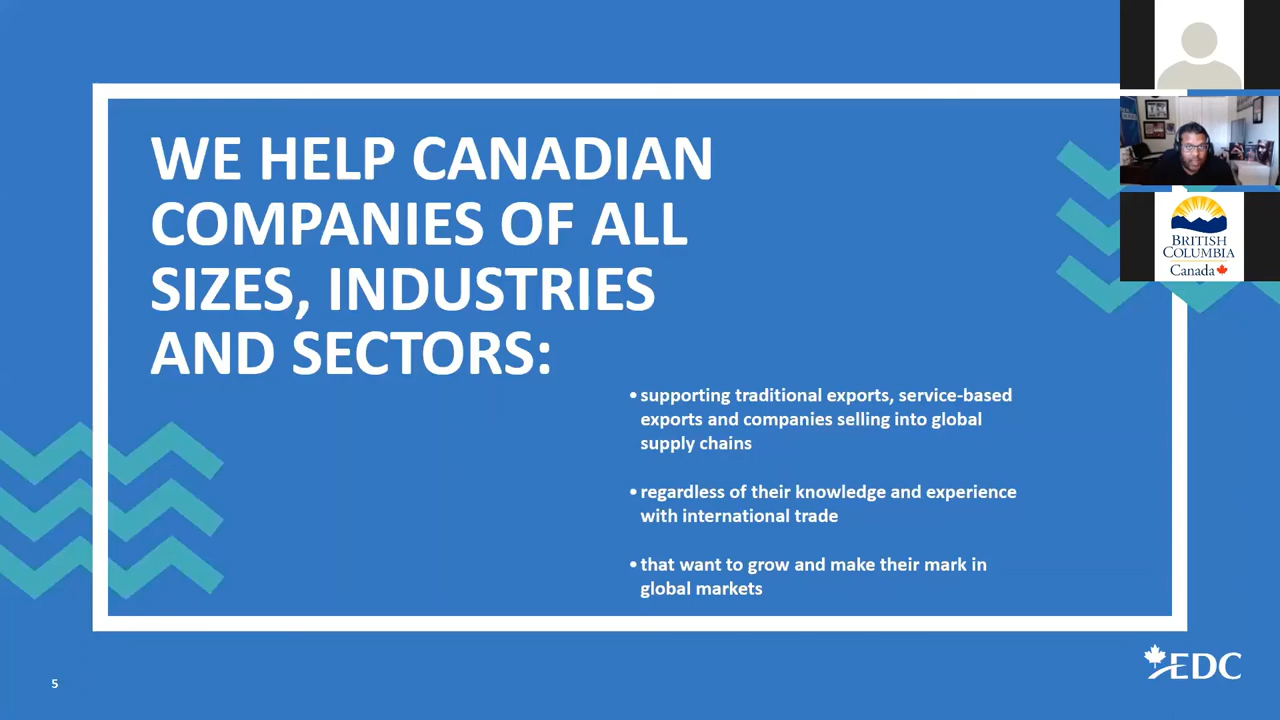 WE HELP CANADIAN
COMPANIES OF ALL
SIZES, INDUSTRIES
AND SECTORS:
• supporting traditional exports, service-based
exports and companies selling into global
supply chains
• regardless of their knowledge and experience
with international trade
• that want to grow and make their mark in
global markets
BRITISH
COLUMBIA
Canada
EDC
5